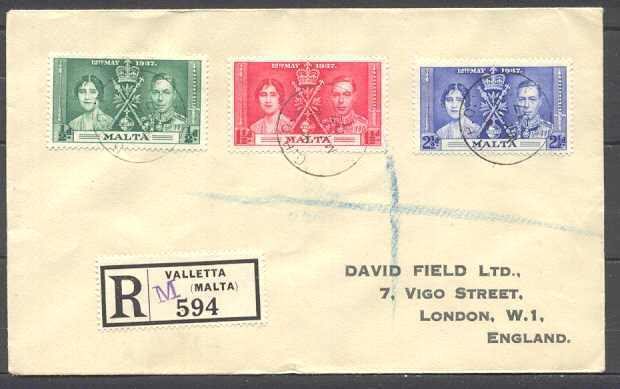 12TH MAY 1937.
½D MALTA ½D
12TH MAY 1937.
1½D MALTA 1½D
12TH MAY 1937.
2½D MALTA 2½D
R
VALLETTA
M (MALTA)
594
DAVID FIELD LTD.,
7, VIGO STREET,
LONDON, W.1,
ENGLAND.